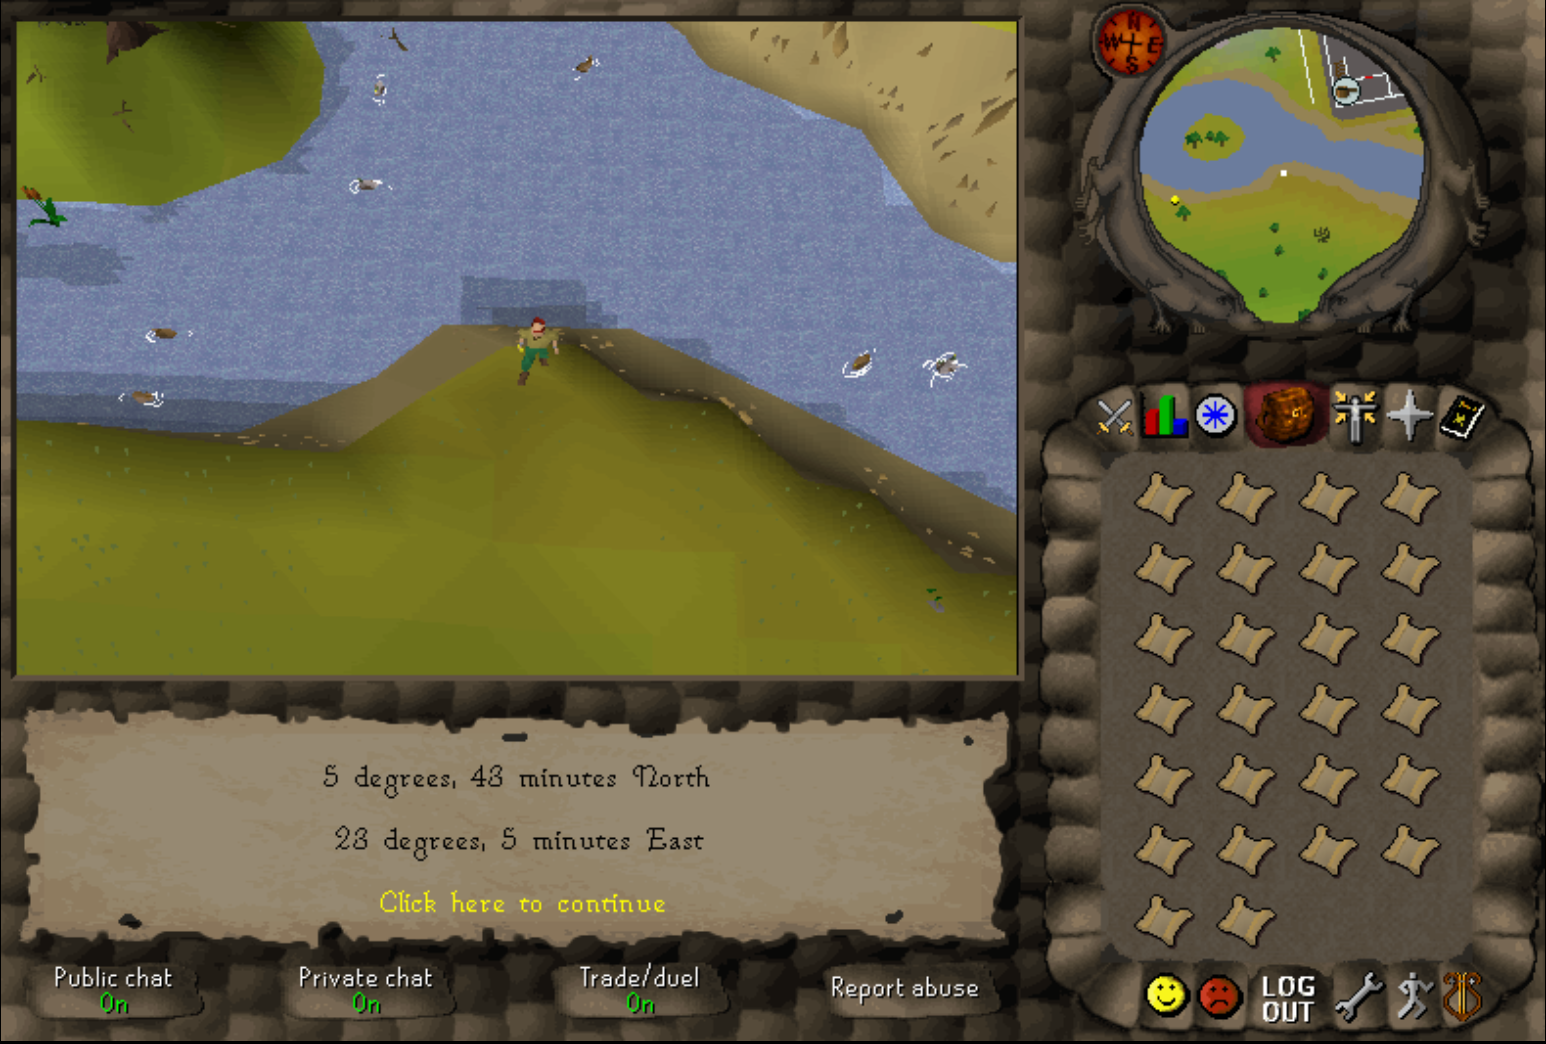 N
W E
S
5 degrees, 43 minutes North
23 degrees, 5 minutes East
Click here to continue
Public chat
On
Private chat
On
Trade/duel
On
Report abuse
LOG
OUT